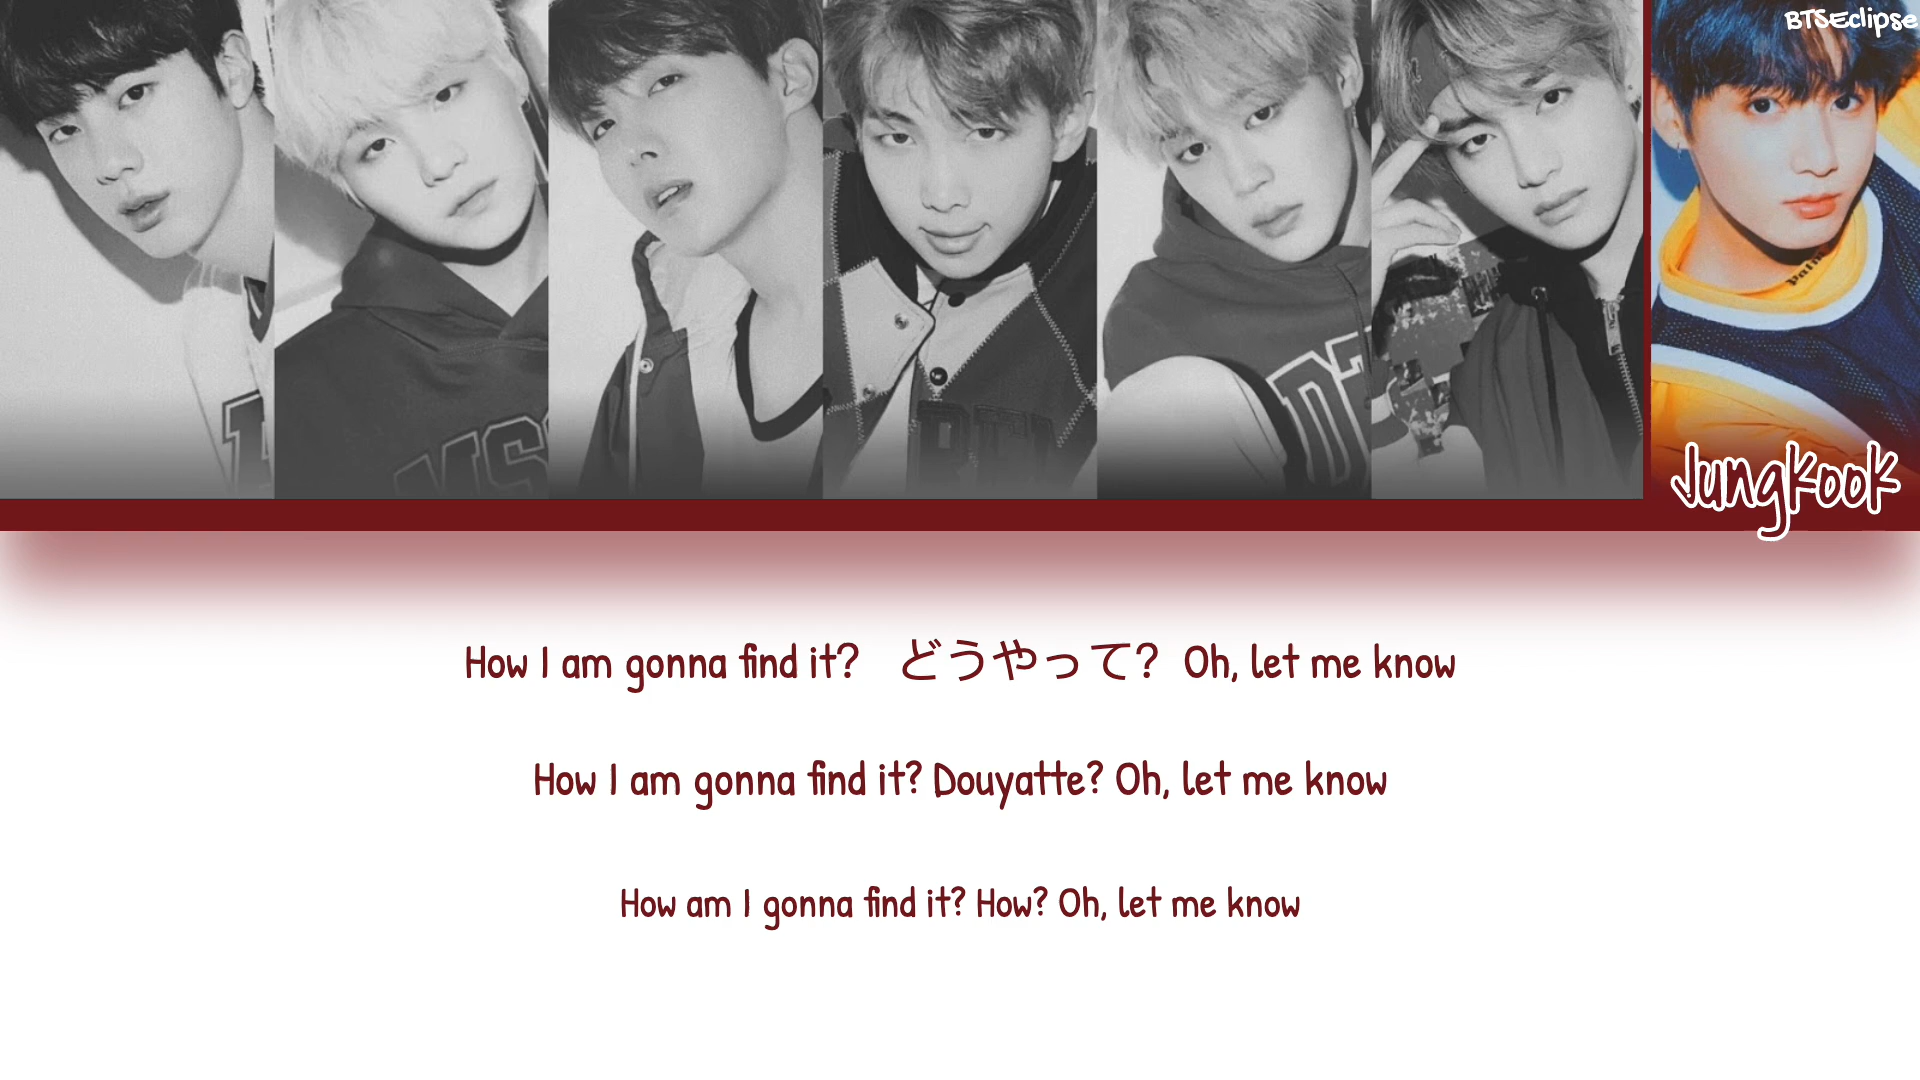 BTSEclipse
Jungkook
How I am gonna find it? どうやって? Oh, let me know
How I am gonna find it? Douyatte? Oh, let me know
How am I gonna find it? How? Oh, let me know